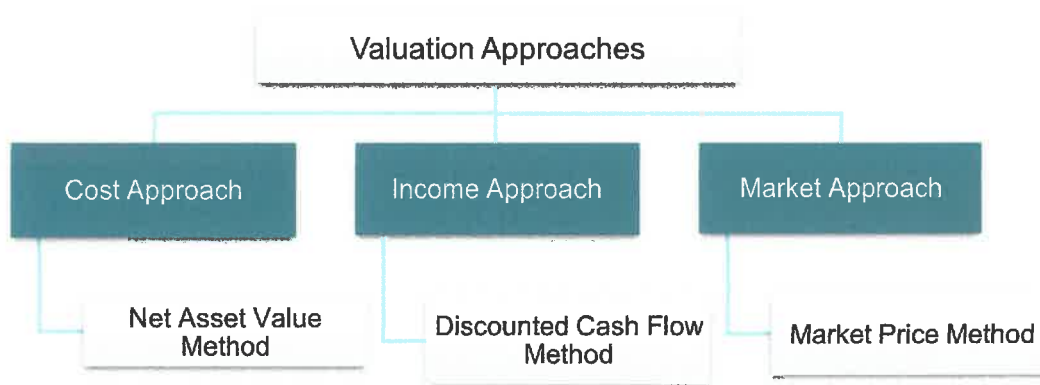 Valuation Approaches
Cost Approach
Income Approach
Market Approach
Net Asset Value
Method
Discounted Cash Flow
Method
Market Price Method